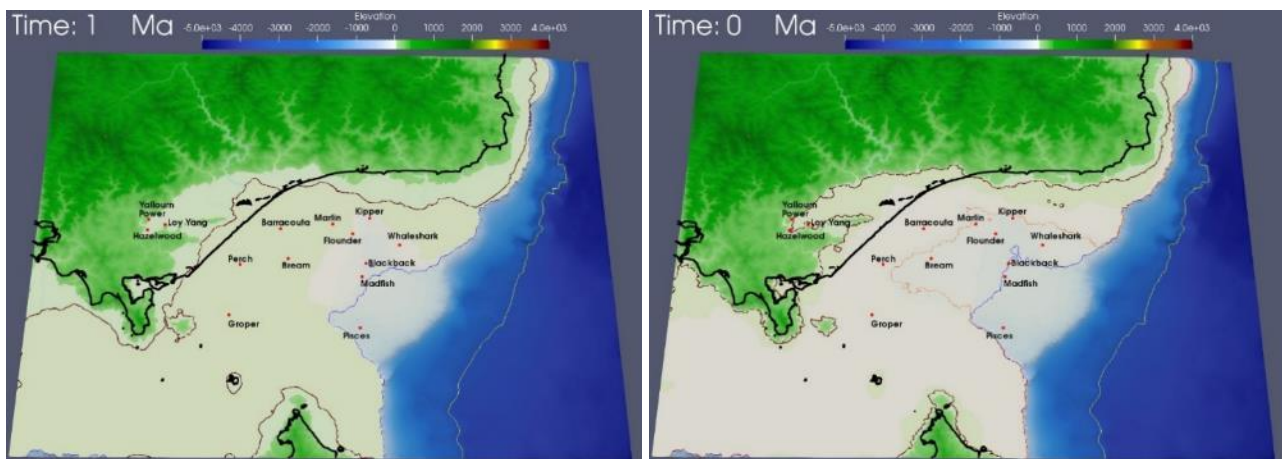 Time: 1 Ma
Elevation
-5.0e+03 -4000 -3000 -2000 -1000 0 1000 2000 3000 4.0e+03
Yallourn
Power
Loy Yang
Hazelwood
Barracouta
Marlin
Kipper
Flounder
Whaleshark
Perch
Bream
Blackback
Madfish
Groper
Pisces
Time: 0 Ma
Elevation
-5.0e+03 -4000 -3000 -2000 -1000 0 1000 2000 3000 4.0e+03
Yallourn
Power
Loy Yang
Hazelwood
Barracouta
Marlin
Kipper
Flounder
Whaleshark
Perch
Bream
Blackback
Madfish
Groper
Pisces